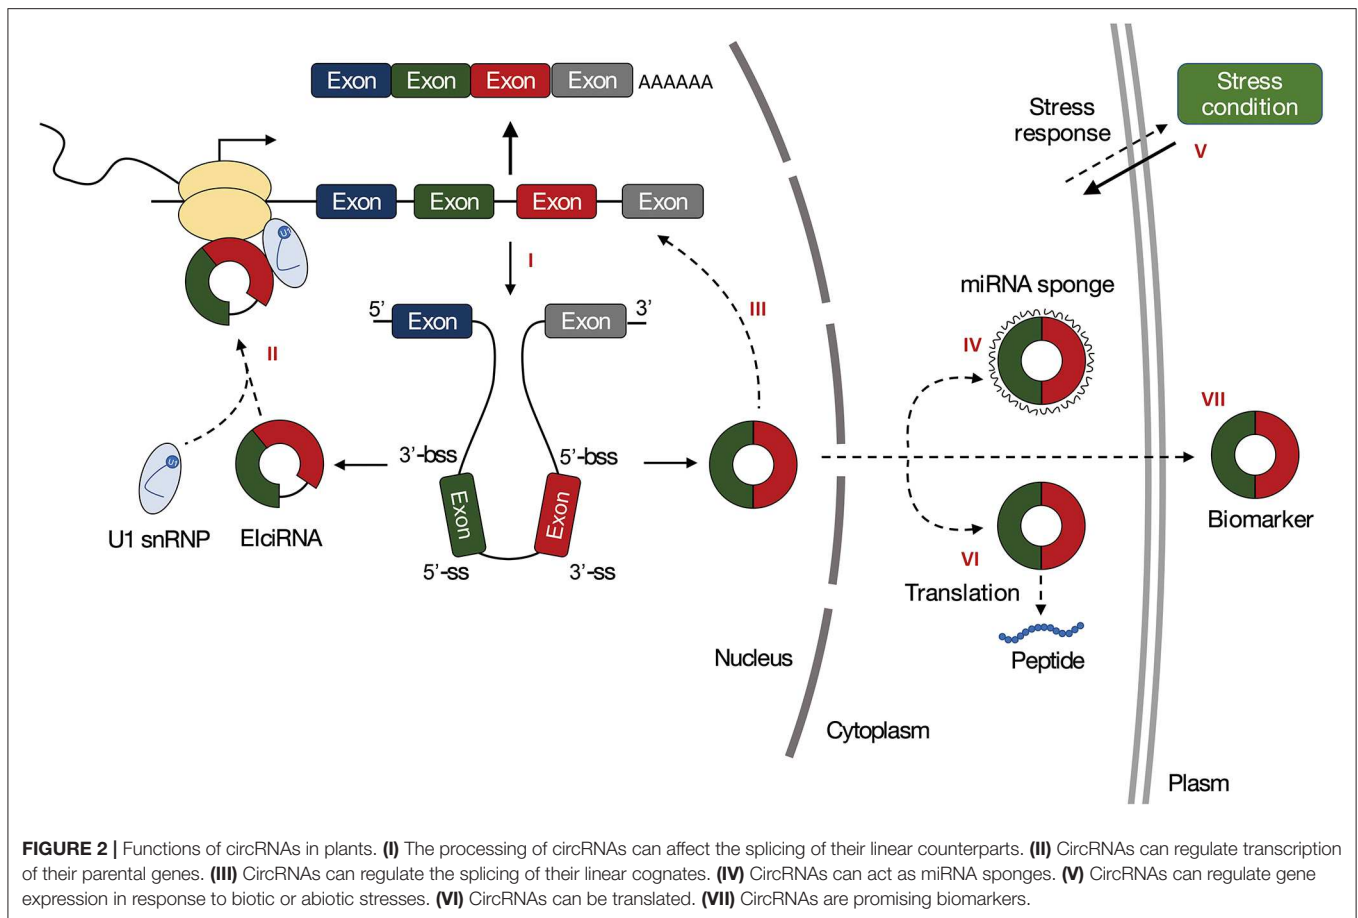 Exon Exon Exon Exon AAAAAA
Stress
condition
Stress
response
V
Exon Exon Exon Exon
U1
I
miRNA sponge
5’ Exon Exon 3’
III
IV
II
VII
3’-bss 5’-bss
U1
Exon Exon
U1 snRNP EIciRNA
Biomarker
VI
5’-ss 3’-ss
Translation
Nucleus
Peptide
Cytoplasm
Plasm
FIGURE 2 | Functions of circRNAs in plants. (I) The processing of circRNAs can affect the splicing of their linear counterparts. (II) CircRNAs can regulate transcription
of their parental genes. (III) CircRNAs can regulate the splicing of their linear cognates. (IV) CircRNAs can act as miRNA sponges. (V) CircRNAs can regulate gene
expression in response to biotic or abiotic stresses. (VI) CircRNAs can be translated. (VII) CircRNAs are promising biomarkers.